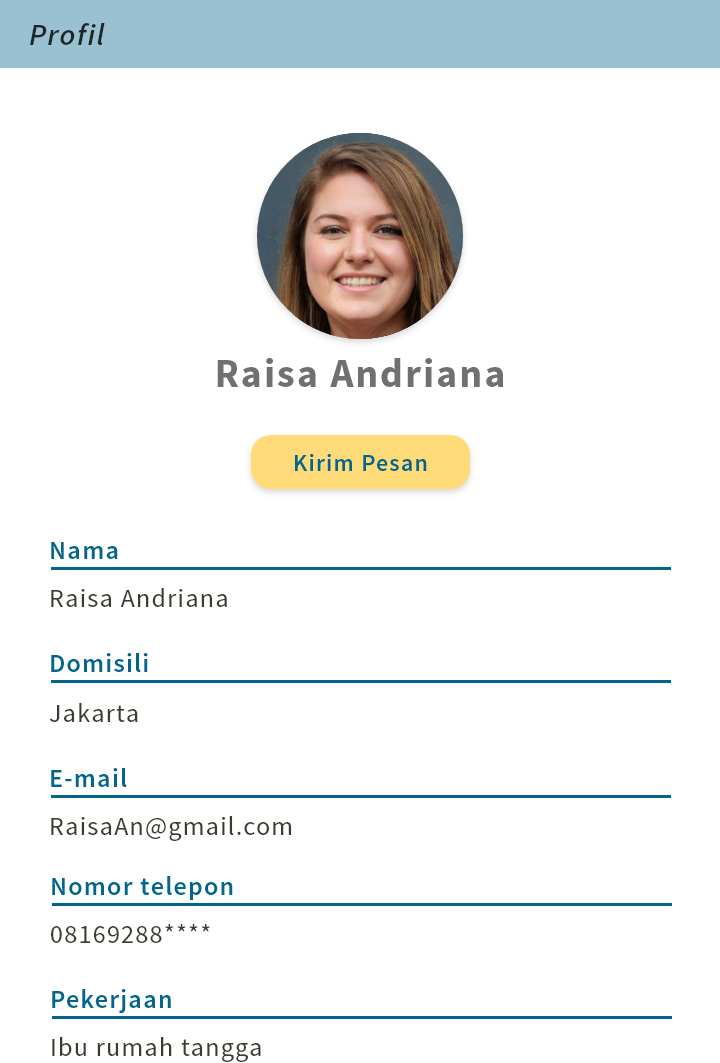 Profil
Raisa Andriana
Kirim Pesan
Nama
Raisa Andriana
Domisili
Jakarta
E-mail
RaisaAn@gmail.com
Nomor telepon
08169288****
Pekerjaan
Ibu rumah tangga